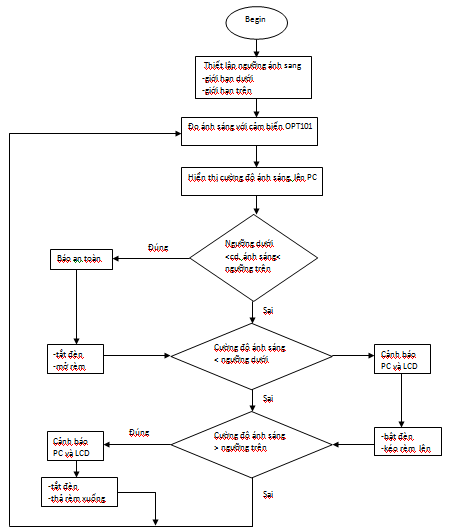 Begin
Thiết lập ngưỡng ánh sang
-giới hạn dưới
-giới hạn trên
Đo ánh sáng với cảm biến OPT101
Hiển thị cường độ ánh sáng lên PC
Ngưỡng dưới
<cđ ánh sáng<
ngưỡng trên
Đúng
Báo an toàn
Sai
-tắt đèn
-mở rèm
Cường độ ánh sáng
< ngưỡng dưới
Cảnh báo
PC và LCD
Sai
-bật đèn
-kéo rèm lên
Cường độ ánh sáng
> ngưỡng trên
Đúng
Cảnh báo
PC và LCD
Sai
-tắt đèn
-thả rèm xuống